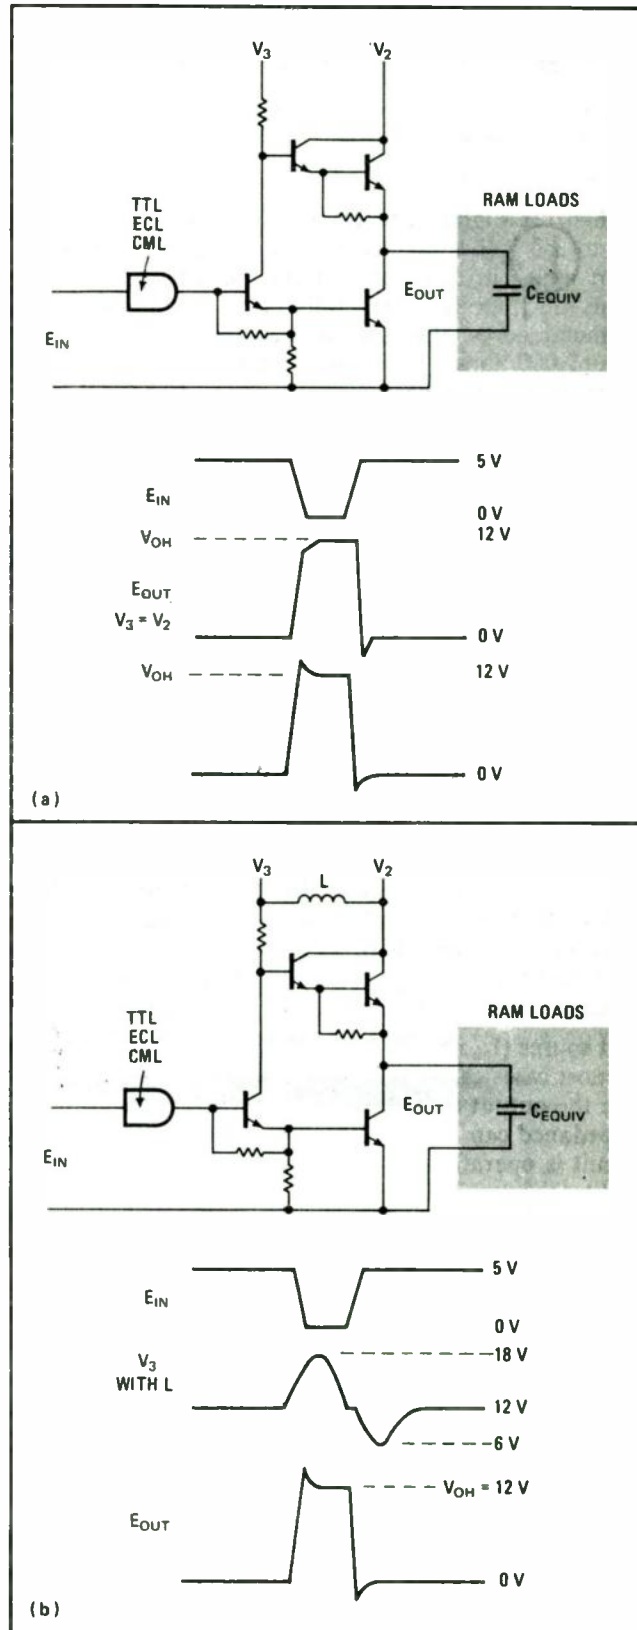 V3 V2
TTL
ECL
CML
RAM LOADS
EIN
EOUT
CEQUIV
EIN
5 V
0 V
VOH
12 V
EOUT
V3 = V2
0 V
VOH
12 V
0 V
(a)
V3 L V2
TTL
ECL
CML
RAM LOADS
EIN
EOUT
CEQUIV
EIN
5 V
0 V
V3
WITH L
18 V
12 V
6 V
VOH = 12 V
EOUT
0 V
(b)